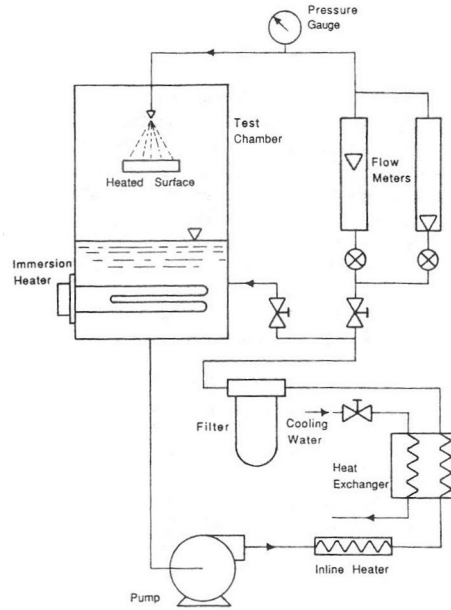 Pressure
Gauge
Test
Chamber
Heated Surface
Flow
Meters
Immersion
Heater
Filter
Cooling
Water
Heat
Exchanger
Inline Heater
Pump